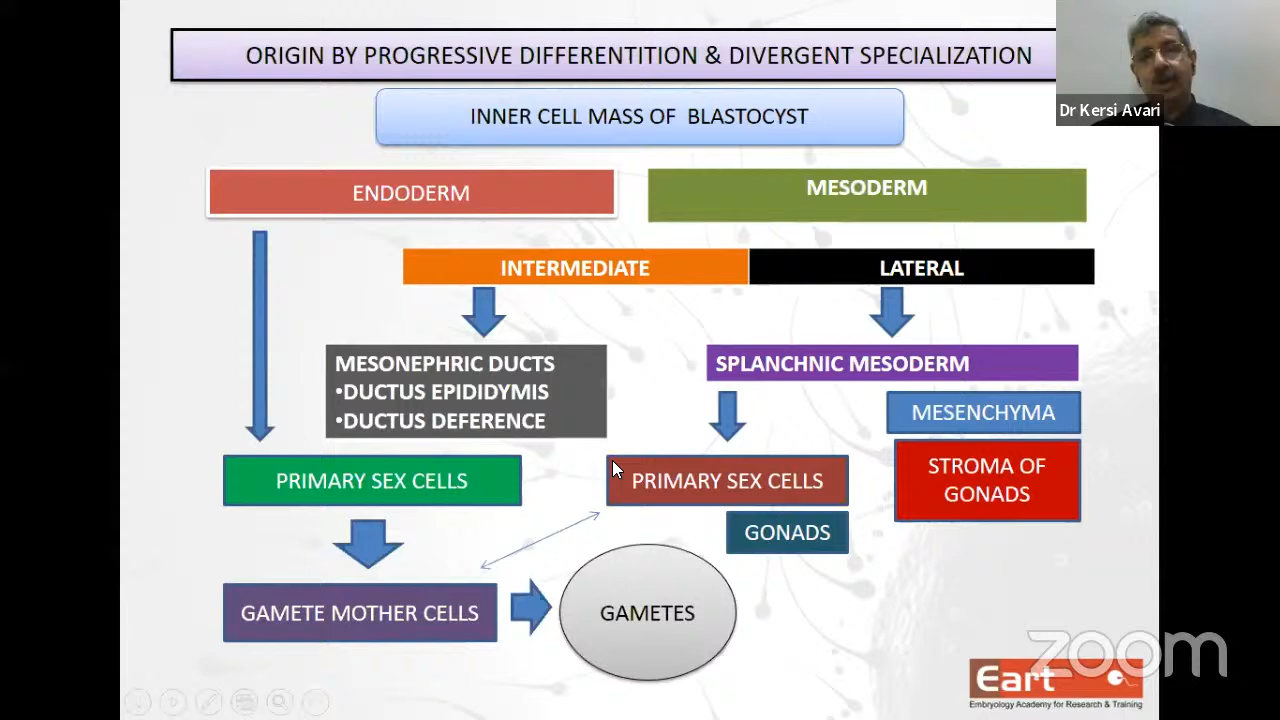 ORIGIN BY PROGRESSIVE DIFFERENTITION & DIVERGENT SPECIALIZATION
Dr Kersi Avari
INNER CELL MASS OF BLASTOCYST
ENDODERM
MESODERM
INTERMEDIATE
LATERAL
MESONEPHRIC DUCTS
•DUCTUS EPIDIDYMIS
•DUCTUS DEFERENCE
SPLANCHNIC MESODERM
MESENCHYMA
PRIMARY SEX CELLS
PRIMARY SEX CELLS
STROMA OF
GONADS
GONADS
GAMETE MOTHER CELLS
GAMETES
zoom
Eart
Embryology Academy for Research & Training